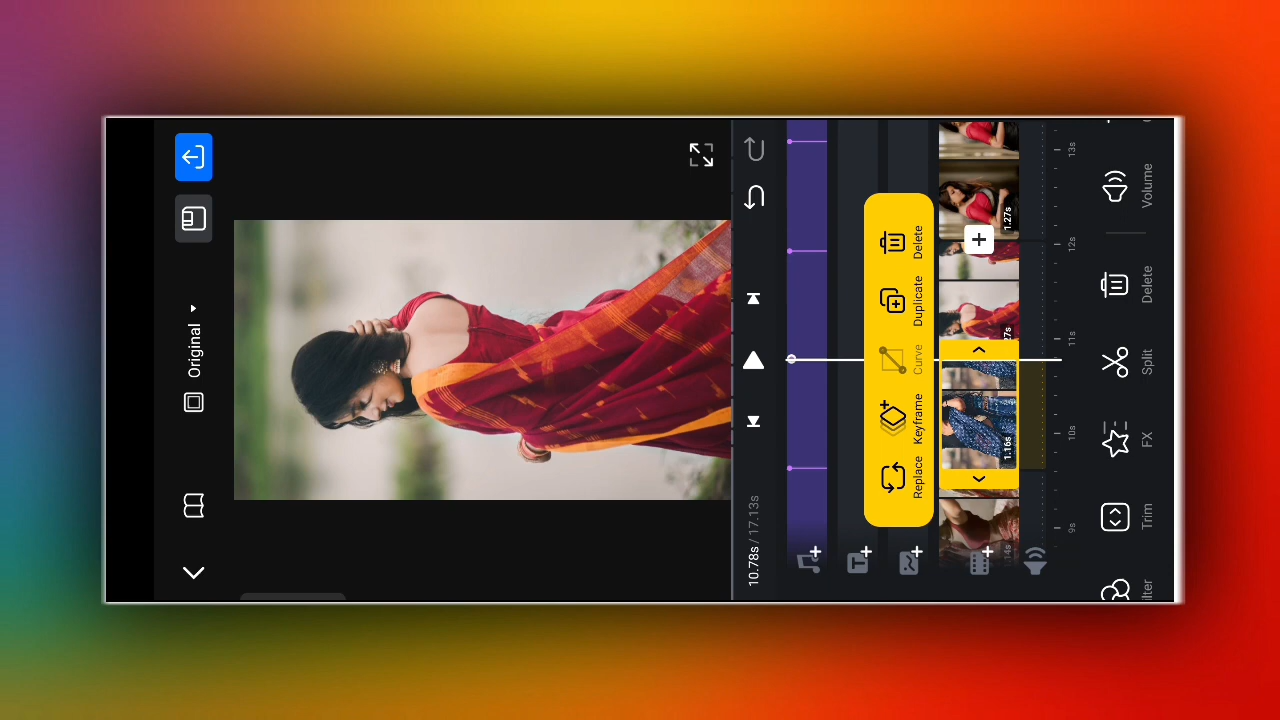 Original
10.78s / 17.13s
Replace
Keyframe
Curve
Duplicate
Delete
1.16s
27s
1.27s
9s
10s
11s
12s
13s
Trim
FX
Split
Delete
Volume